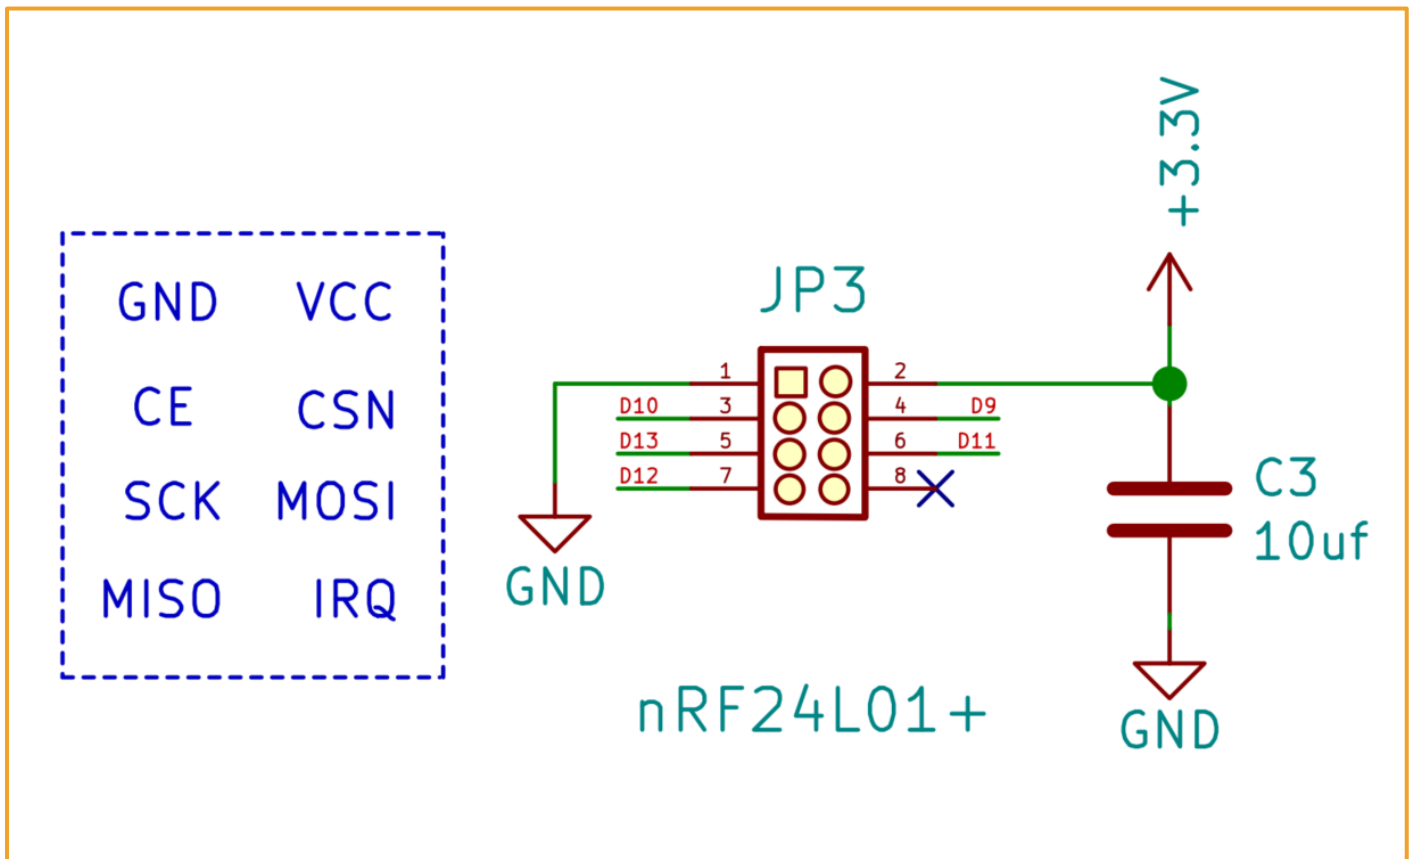 +3.3V
GND VCC
CE CSN
SCK MOSI
MISO IRQ
JP3
1 2
D10 3 4 D9
D13 5 6 D11
D12 7 8
GND
C3
10uf
nRF24L01+
GND